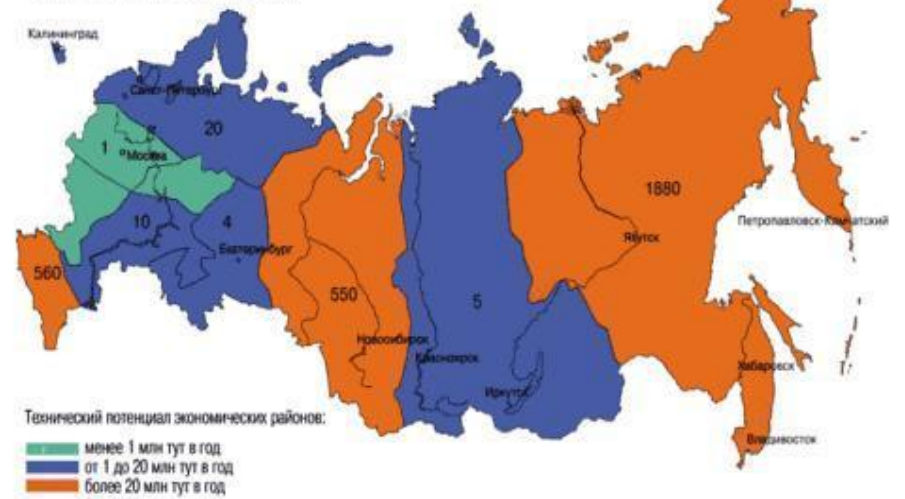 Калининград
Санкт-Петербург
20
1
Москва
1880
10
4
Петропавловск-Камчатский
Екатеринбург
Якутск
560
550
5
Новосибирск
Красноярск
Хабаровск
Иркутск
Технический потенциал экономических районов:
Владивосток
менее 1 млн тут в год
от 1 до 20 млн тут в год
более 20 млн тут в год